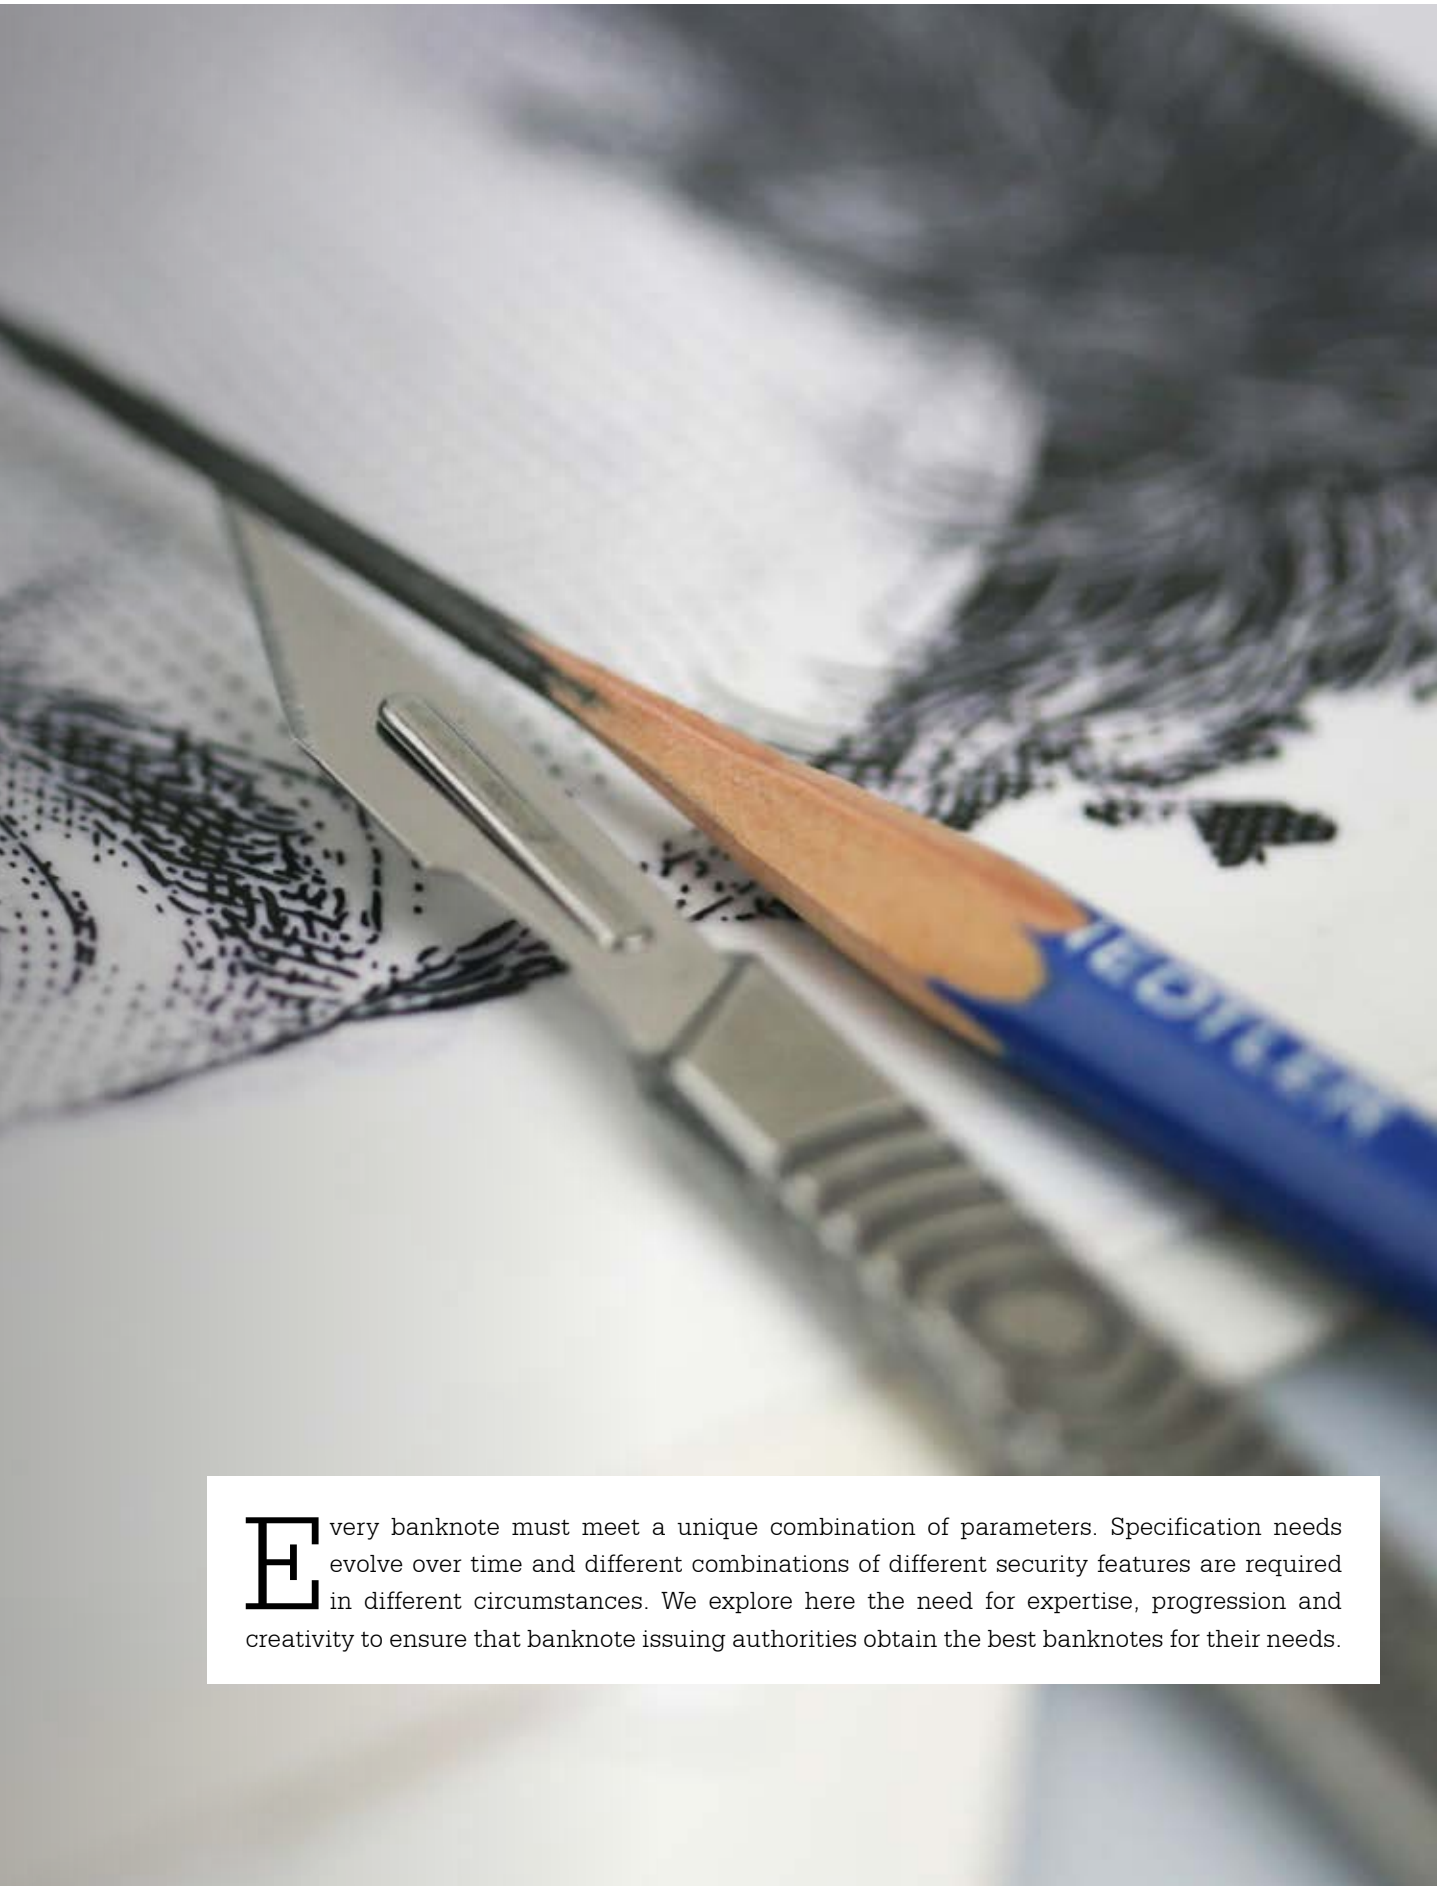 IEDTLER
Every banknote must meet a unique combination of parameters. Specification needs
evolve over time and different combinations of different security features are required
in different circumstances. We explore here the need for expertise, progression and
creativity to ensure that banknote issuing authorities obtain the best banknotes for their needs.